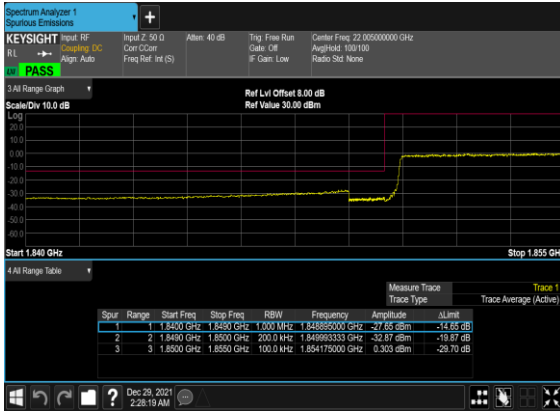 Spectrum Analyzer 1
Spurious Emissions
+
KEYSIGHT Input: RF Input Z: 50 Ω Atten: 40 dB Trig: Free Run Center Freq: 22.005000000 GHz
RL Coupling: DC Corr CCorr Gate: Off Avg|Hold: 100/100
Align: Auto Freq Ref: Int (S) IF Gain: Low Radio Std: None
PASS
3 All Range Graph
Ref Lvl Offset 8.00 dB
Scale/Div 10.0 dB Ref Value 30.00 dBm
Log
20.0
10.0
0.00
-10.0
-20.0
-30.0
-40.0
-50.0
-60.0
Start 1.840 GHz Stop 1.855 GH
4 All Range Table
Measure Trace Trace 1
Trace Type Trace Average (Active)
Spur Range Start Freq Stop Freq RBW Frequency Amplitude ΔLimit
1 1 1.8400 GHz 1.8490 GHz 1.000 MHz 1.848895000 GHz -27.65 dBm -14.65 dB
2 2 1.8490 GHz 1.8500 GHz 200.0 kHz 1.849993333 GHz -32.87 dBm -19.87 dB
3 3 1.8500 GHz 1.8550 GHz 100.0 kHz 1.854175000 GHz 0.303 dBm -29.70 dB
? Dec 29, 2021
2:28:19 AM